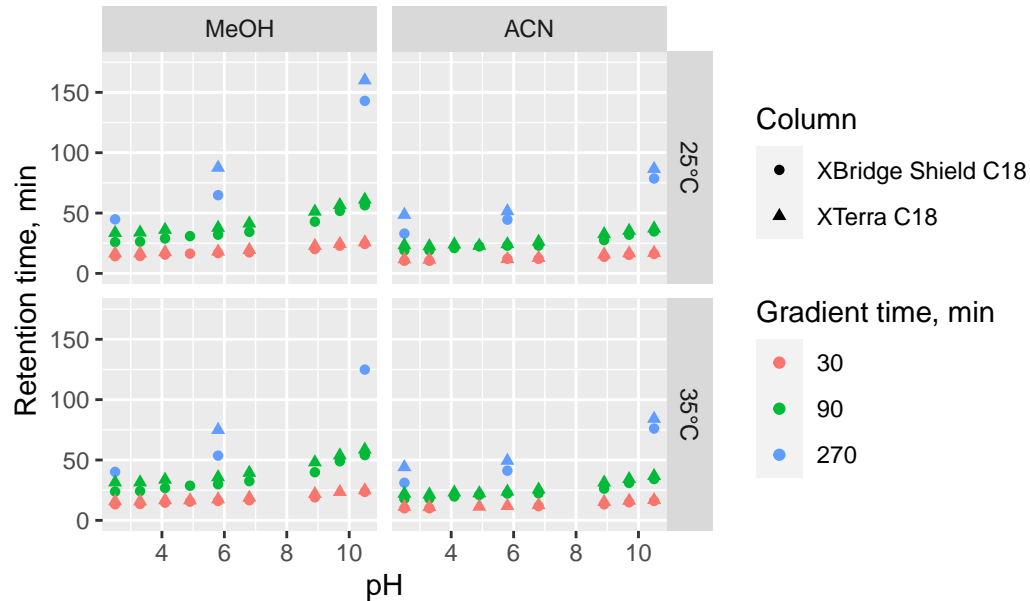 MeOH
ACN
150
100
50
0
25°C
150
100
50
0
35°C
4
6
8
10
4
6
8
10
pH
Retention time, min
Column
XBridge Shield C18
XTerra C18
Gradient time, min
30
90
270